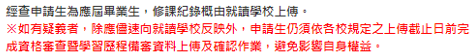 經查申請生為應屆畢業生，修課紀錄概由就讀學校上傳。
※如有疑義者，除應儘速向就讀學校反映外，申請生仍須依各校規定之上傳截止日前完
成資格審查暨學習歷程備審資料上傳及確認作業，避免影響自身權益。